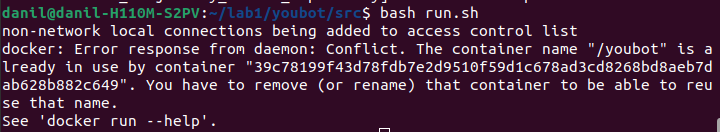 danil@danil-H110M-S2PV:~/lab1/youbot/src$ bash run.sh
non-network local connections being added to access control list
docker: Error response from daemon: Conflict. The container name "/youbot" is a
lready in use by container "39c78199f43d78fdb7e2d9510f59d1c678ad3cd8268bd8aeb7d
ab628b882c649". You have to remove (or rename) that container to be able to reu
se that name.
See 'docker run --help'.